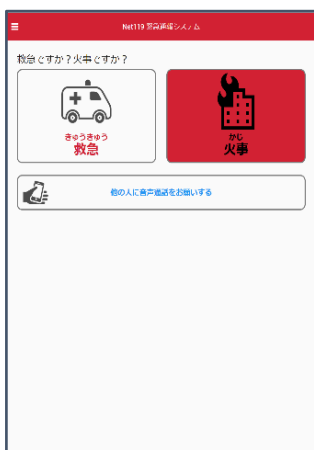 Net119 緊急通報システム
救急ですか？火事ですか？
きゅうきゅう
救急
かじ
火事
他の人に音声通話をお願いする